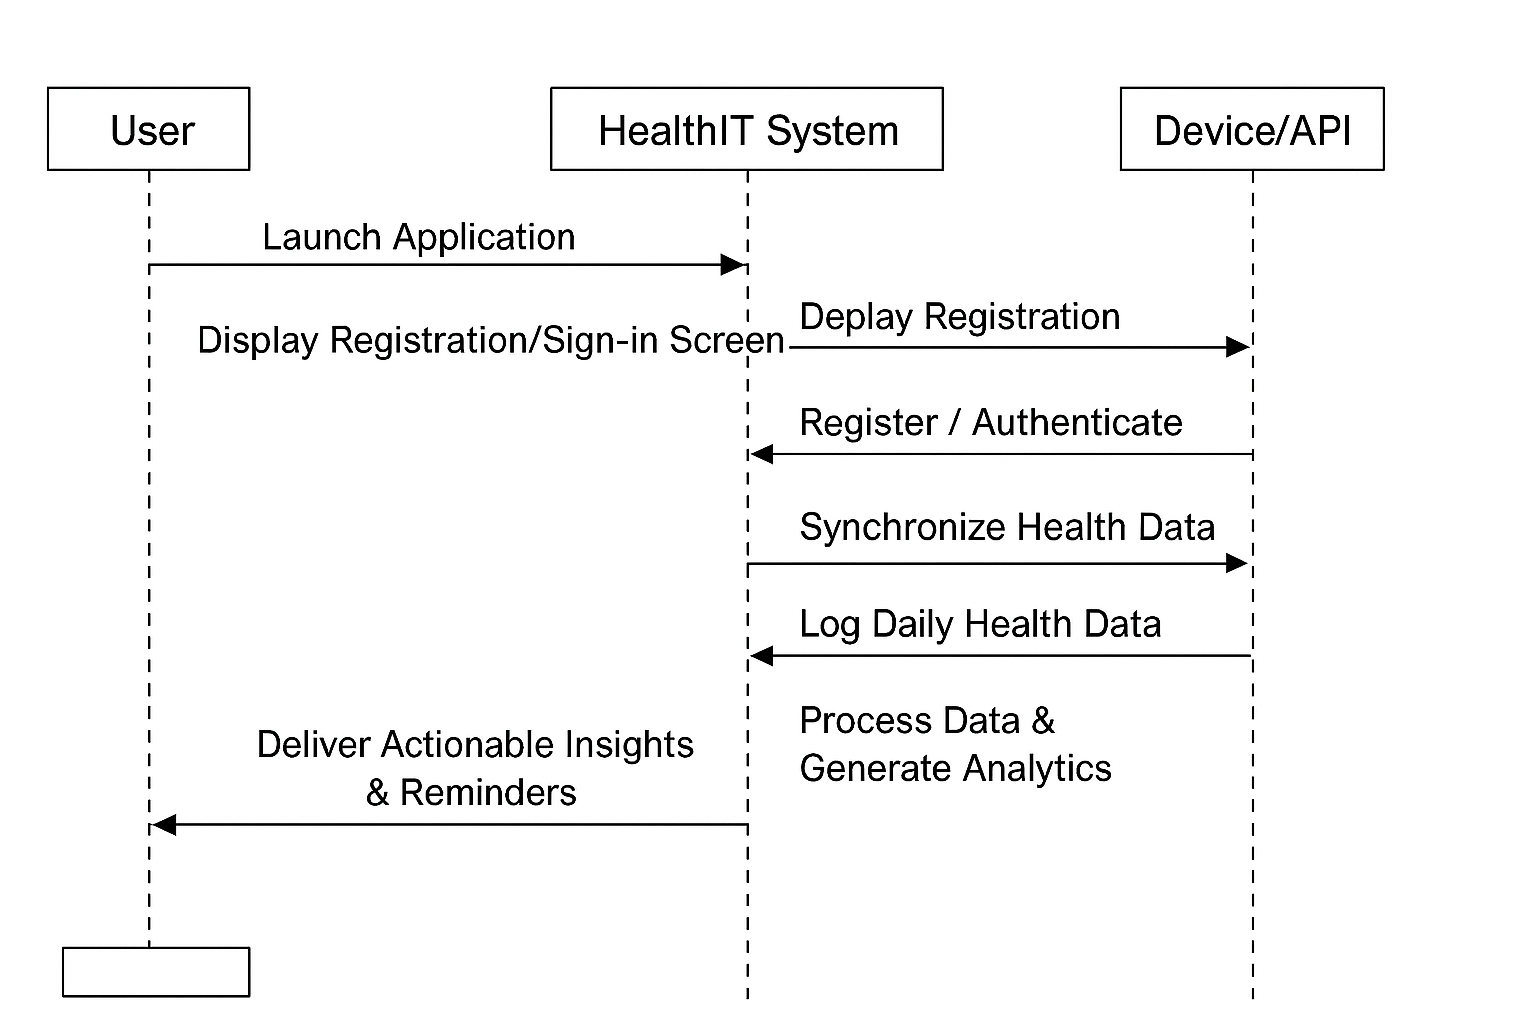 User
HealthIT System
Device/API
Launch Application
Display Registration/Sign-in Screen
Deplay Registration
Register / Authenticate
Synchronize Health Data
Log Daily Health Data
Process Data &
Generate Analytics
Deliver Actionable Insights
& Reminders